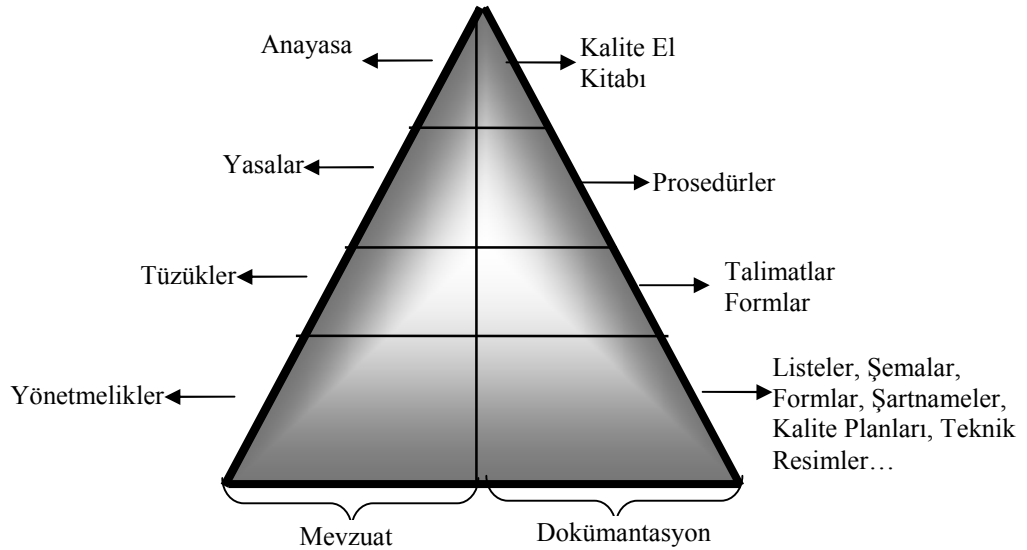 Anayasa
Kalite El
Kitabı
Yasalar
Prosedürler
Tüzükler
Talimatlar
Formlar
Yönetmelikler
Listeler, Şemalar,
Formlar, Şartnameler,
Kalite Planları, Teknik
Resimler…
Mevzuat
Dokümantasyon